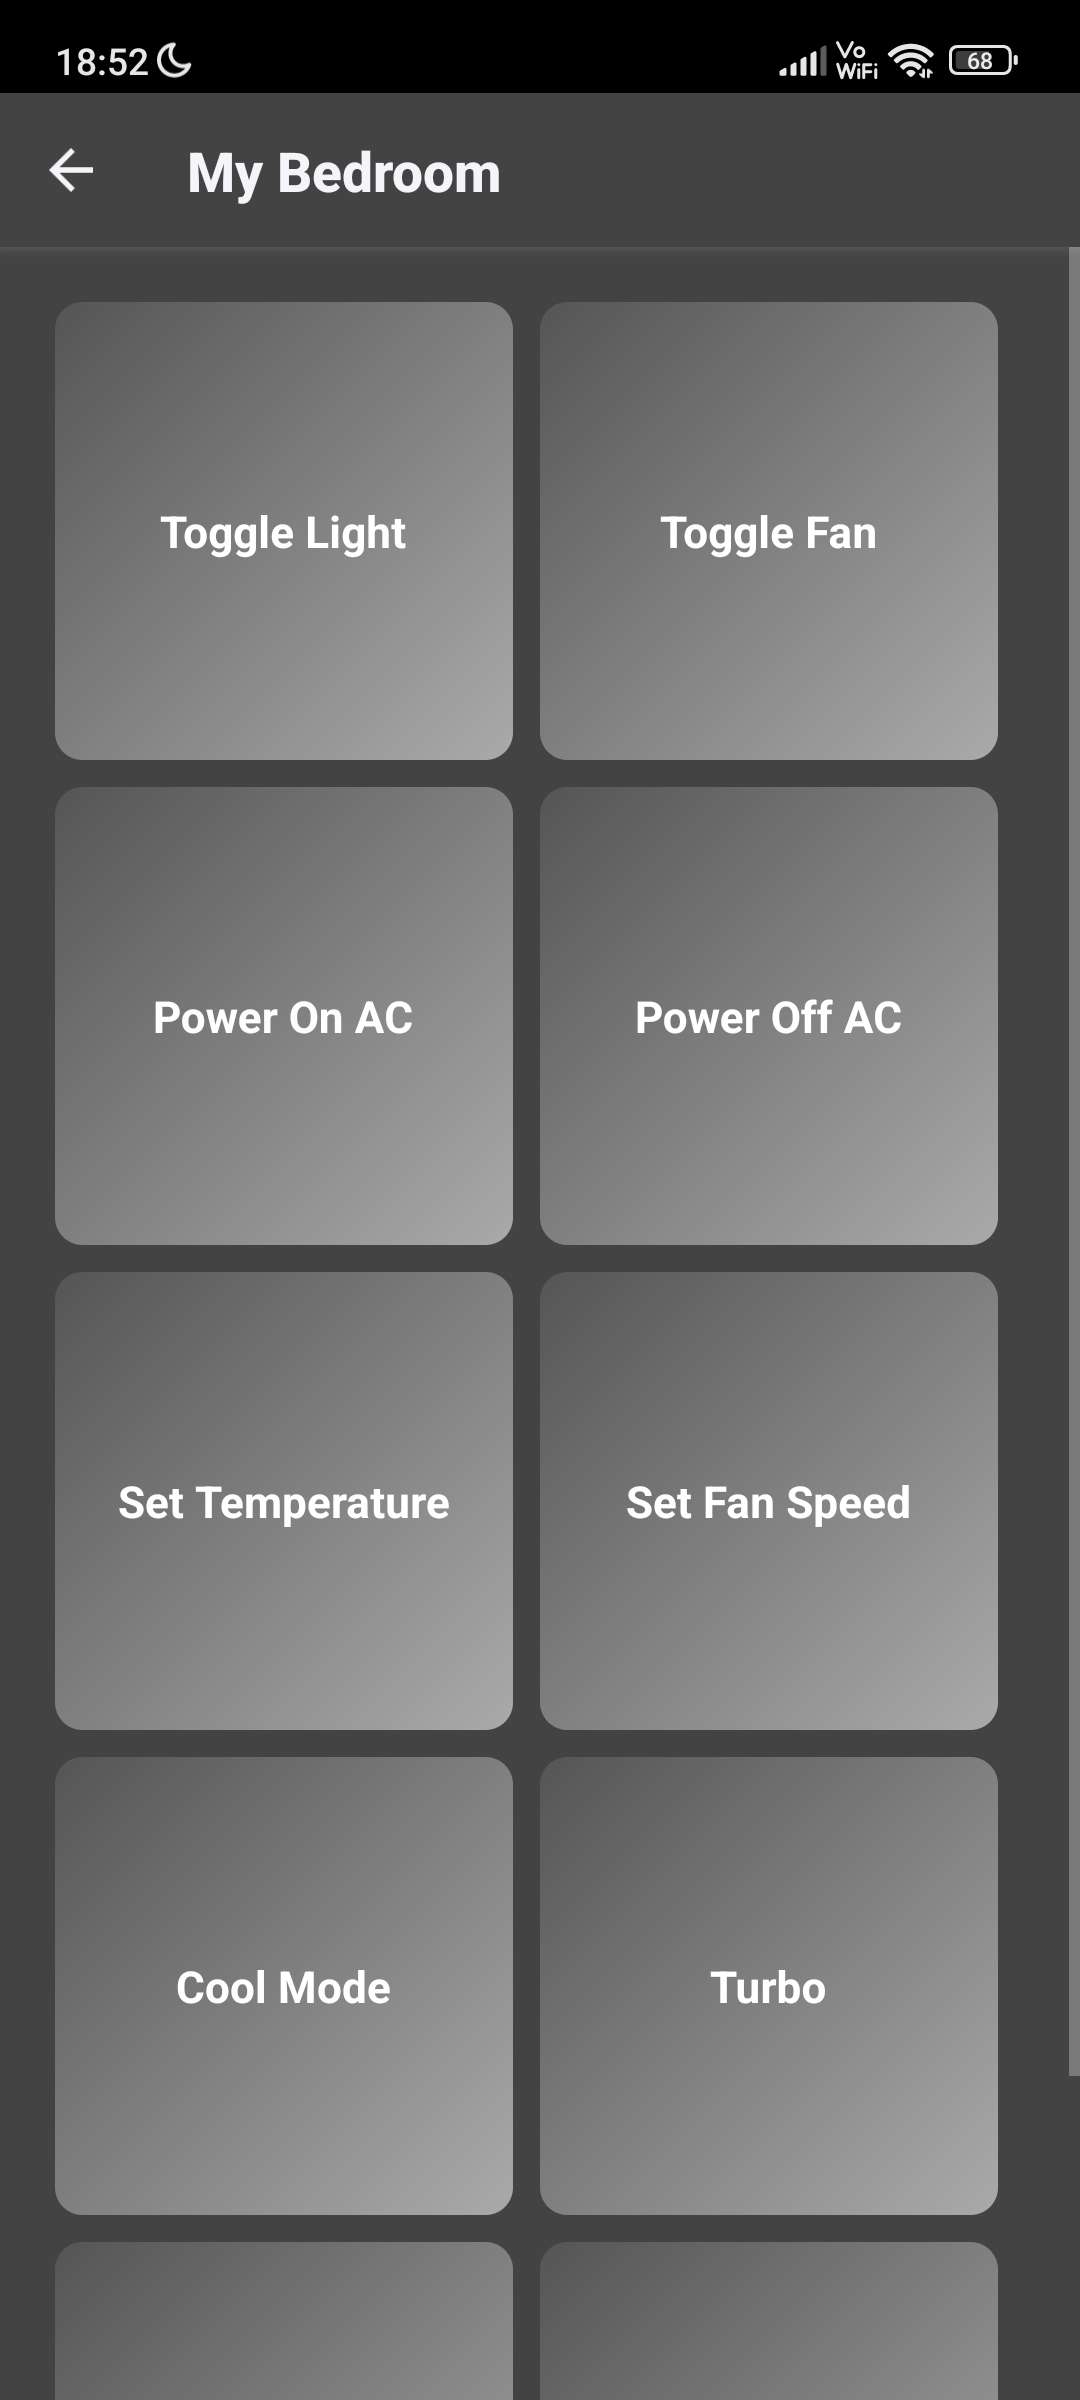 18:52
Vo
WiFi
68
My Bedroom
Toggle Light
Toggle Fan
Power On AC
Power Off AC
Set Temperature
Set Fan Speed
Cool Mode
Turbo